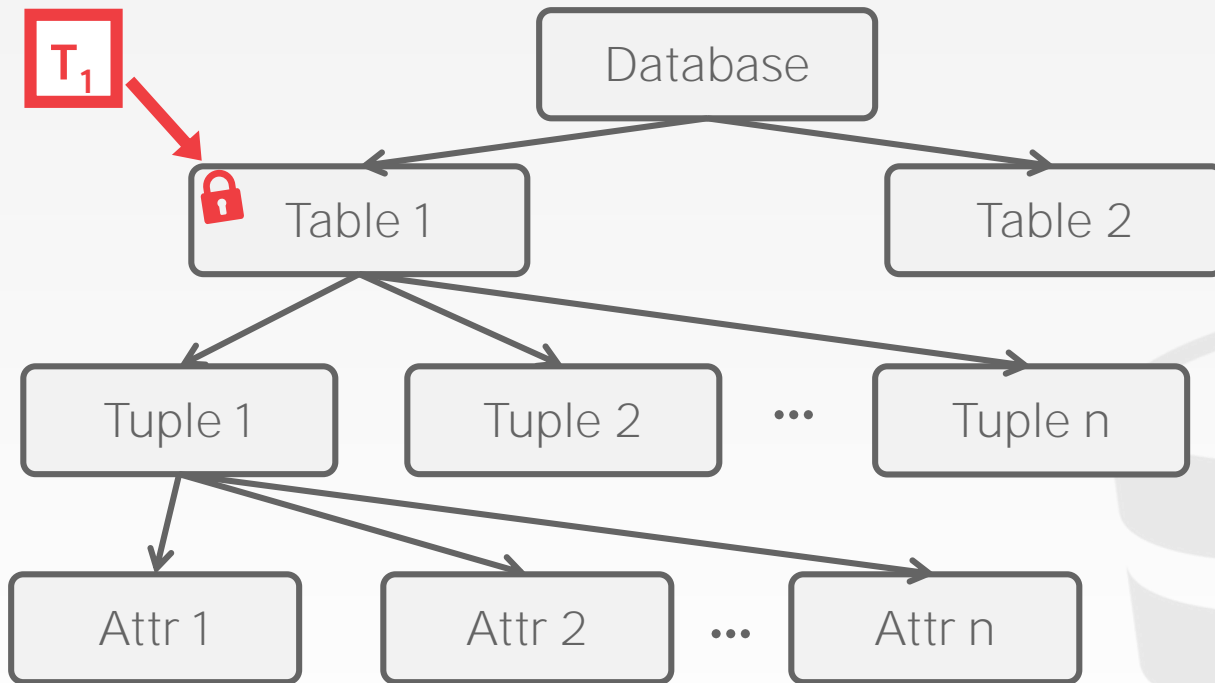 T₁
Database
Table 1
Table 2
Tuple 1
Tuple 2
...
Tuple n
Attr 1
Attr 2
...
Attr n